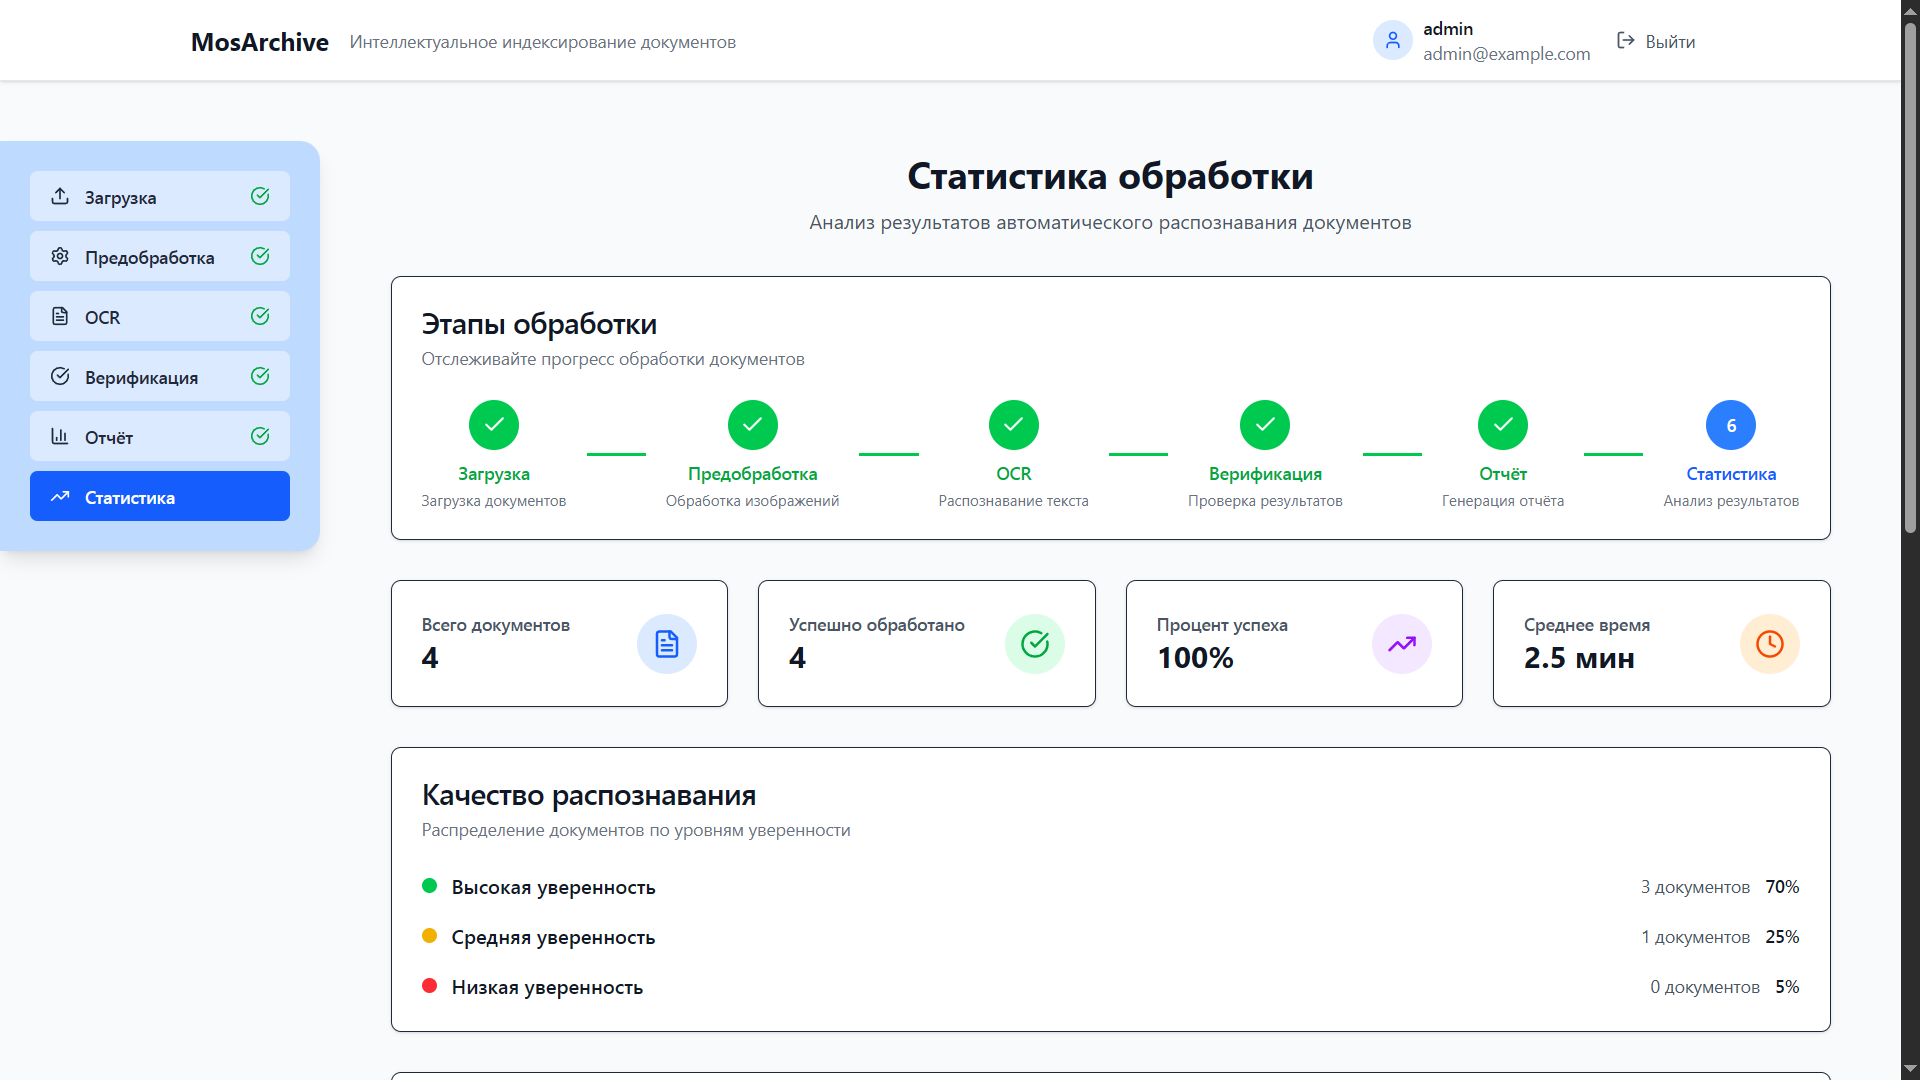 MosArchive Интеллектуальное индексирование документов
admin
admin@example.com
Выйти
Загрузка
Предобработка
OCR
Верификация
Отчёт
Статистика
Статистика обработки
Анализ результатов автоматического распознавания документов
Этапы обработки
Отслеживайте прогресс обработки документов
6
Загрузка Предобработка OCR Верификация Отчёт Статистика
Загрузка документов Обработка изображений Распознавание текста Проверка результатов Генерация отчёта Анализ результатов
Всего документов
4
Успешно обработано
4
Процент успеха
100%
Среднее время
2.5 мин
Качество распознавания
Распределение документов по уровням уверенности
Высокая уверенность 3 документов 70%
Средняя уверенность 1 документов 25%
Низкая уверенность 0 документов 5%